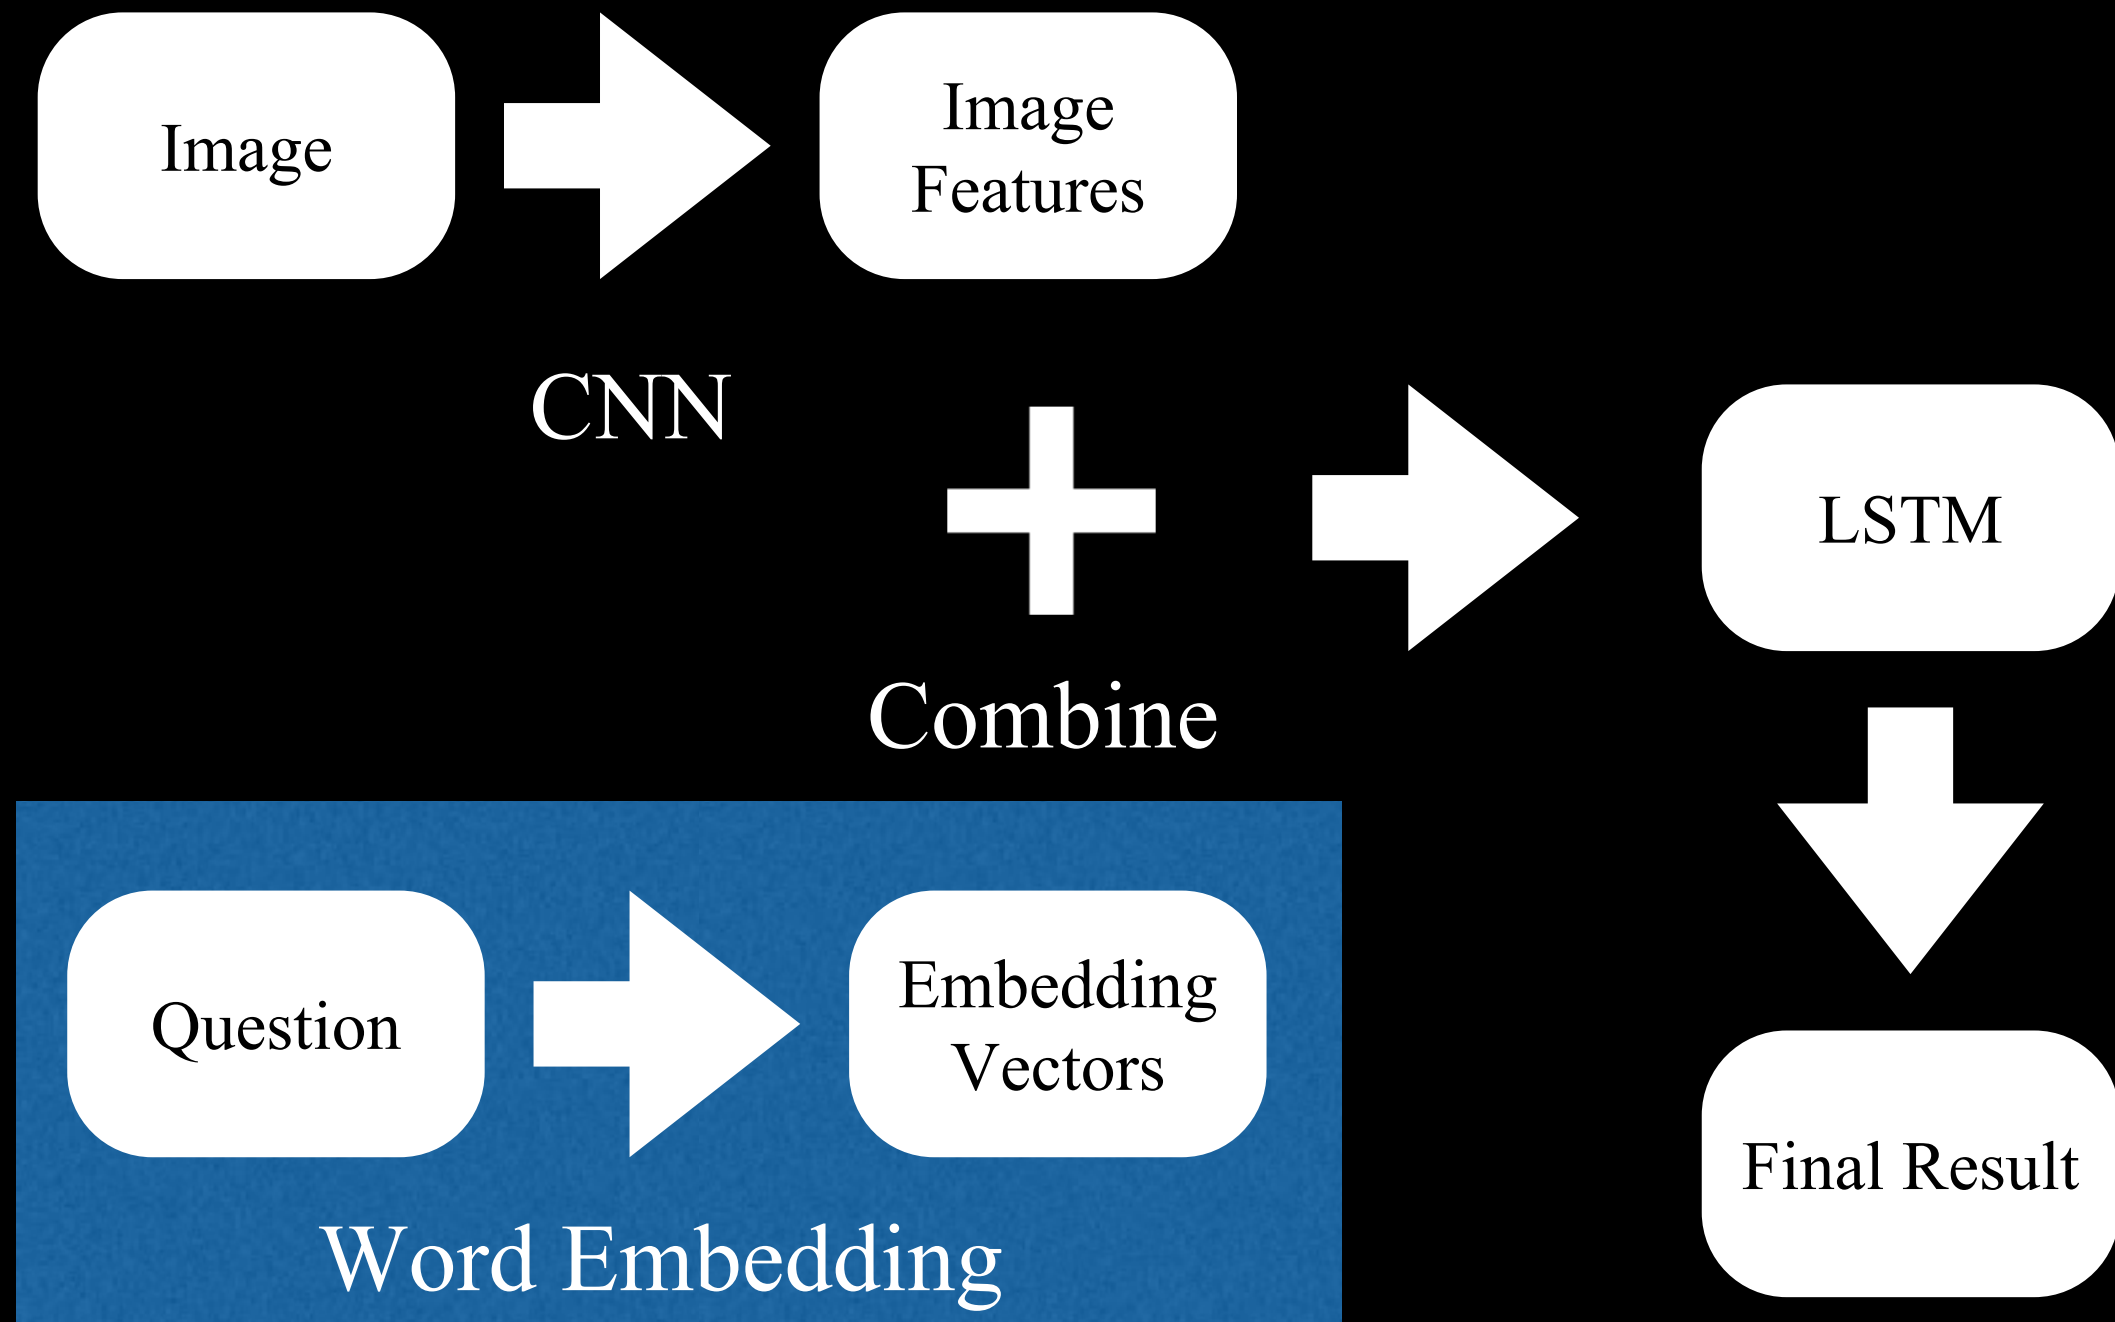 Image
Image
Features
CNN
LSTM
Combine
Question
Embedding
Vectors
Word Embedding
Final Result